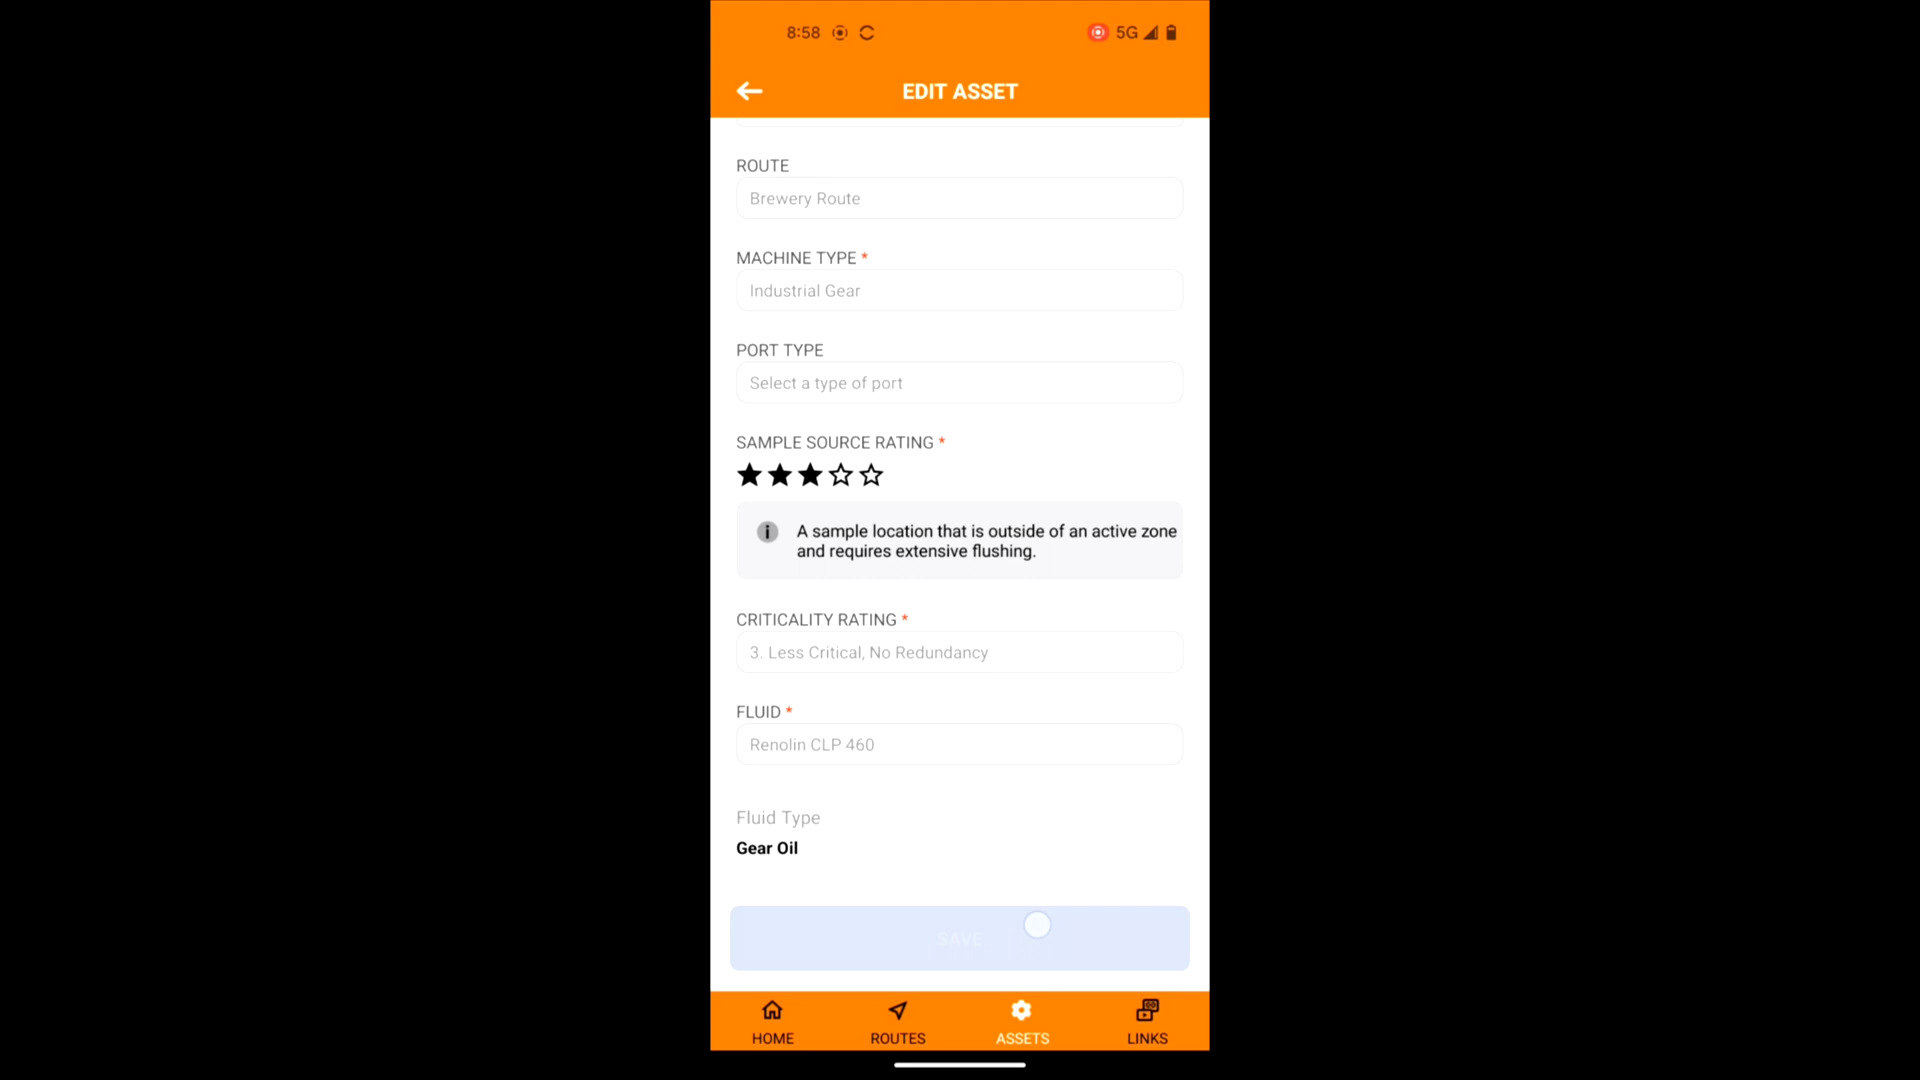 8:58
5G
EDIT ASSET
ROUTE
Brewery Route
MACHINE TYPE *
Industrial Gear
PORT TYPE
Select a type of port
SAMPLE SOURCE RATING *
A sample location that is outside of an active zone
and requires extensive flushing.
CRITICALITY RATING *
3. Less Critical, No Redundancy
FLUID *
Renolin CLP 460
Fluid Type
Gear Oil
SAVE
HOME
ROUTES
ASSETS
LINKS